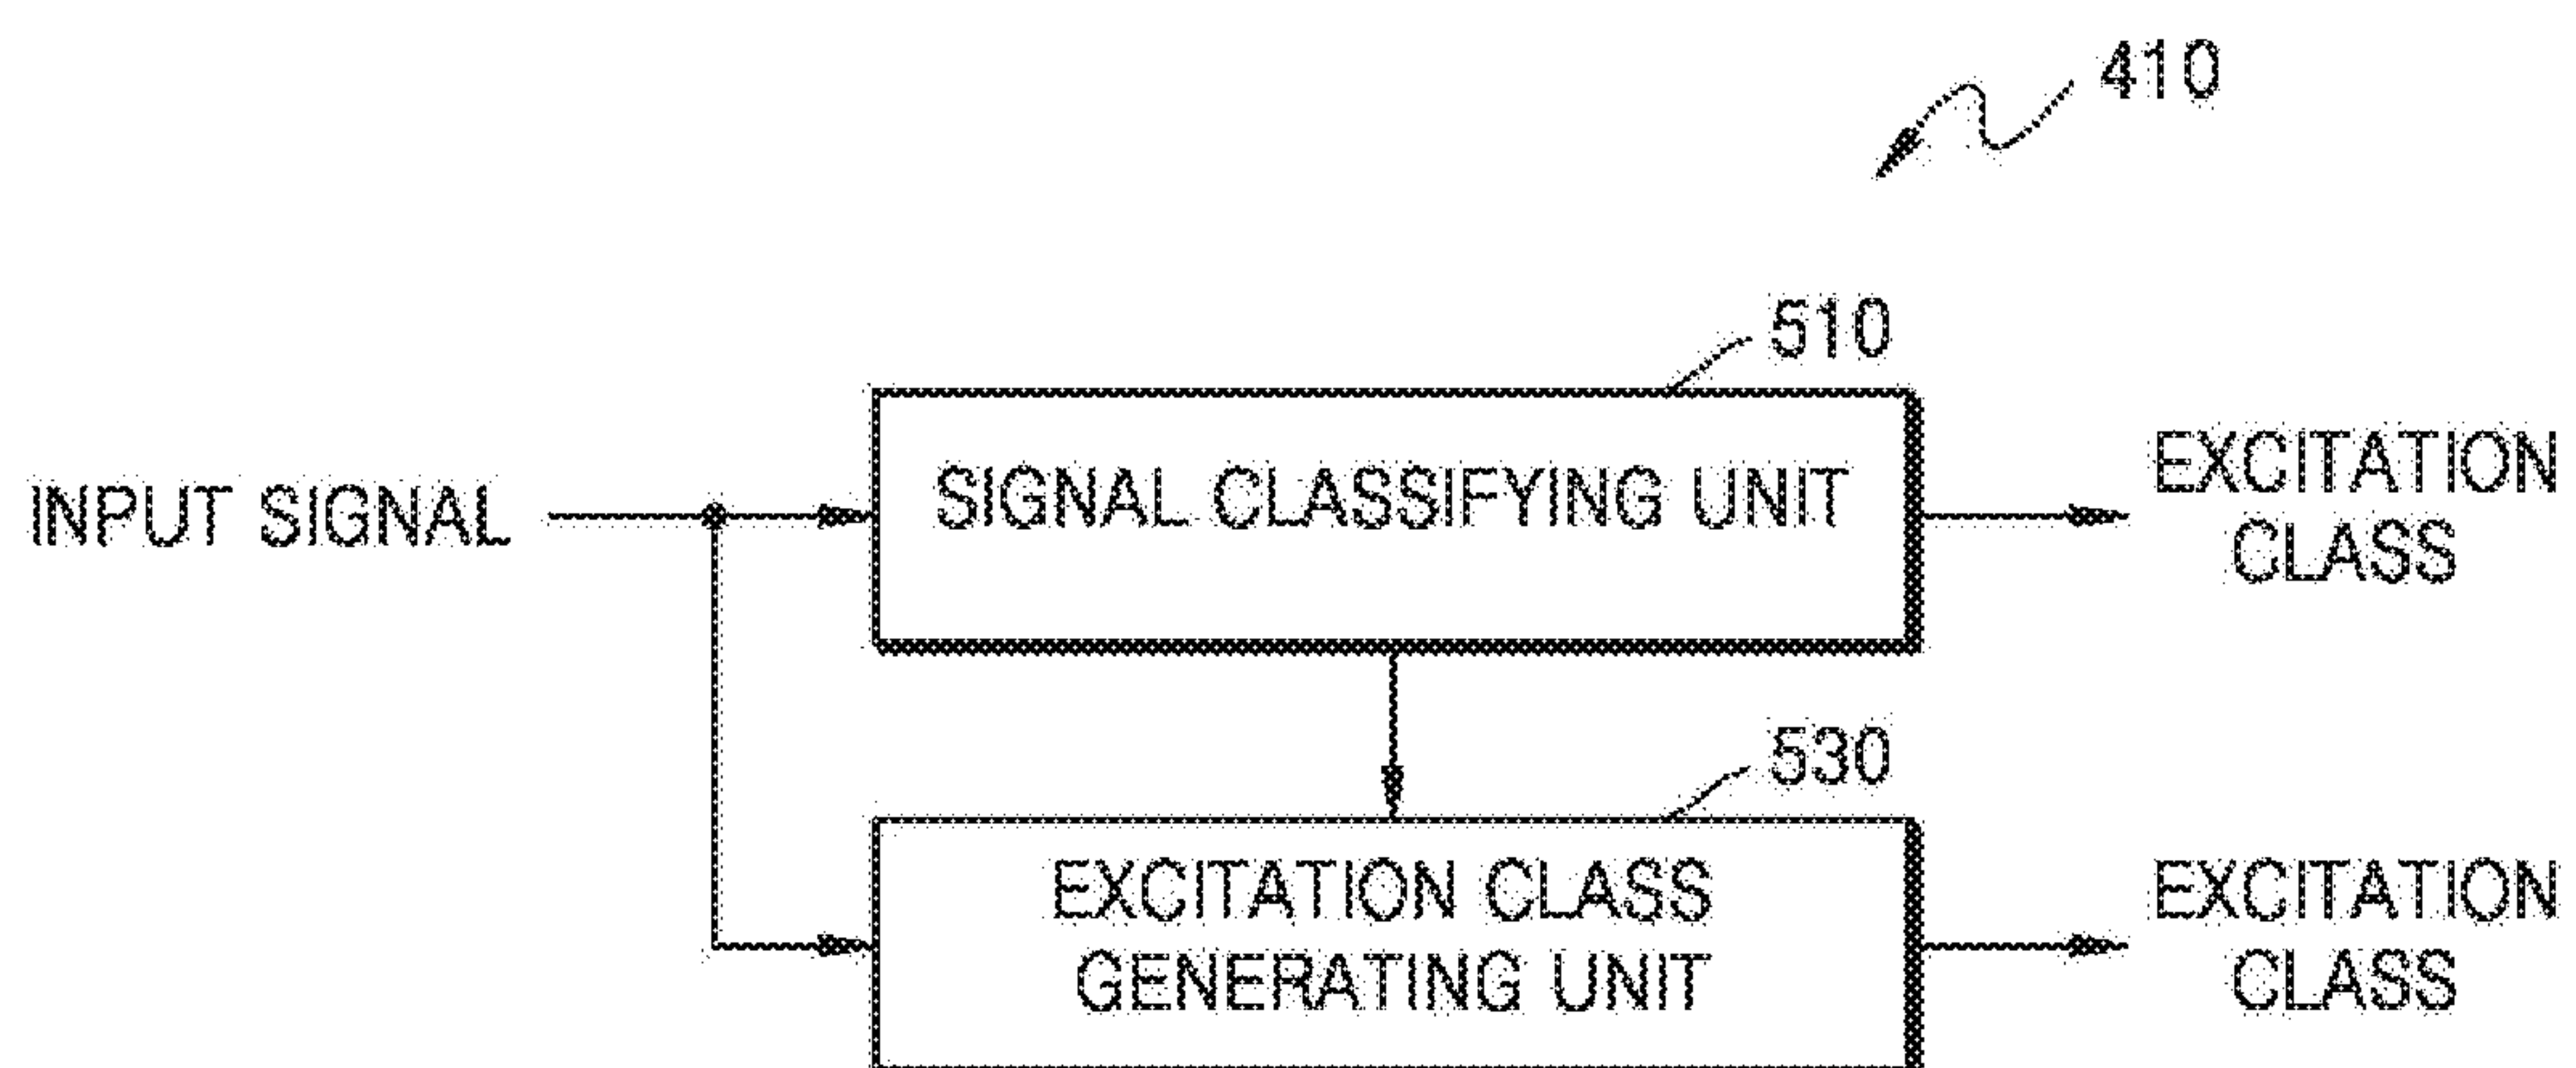 410
510
INPUT SIGNAL
SIGNAL CLASSIFYING UNIT
EXCITATION
CLASS
530
EXCITATION CLASS
GENERATING UNIT
EXCITATION
CLASS